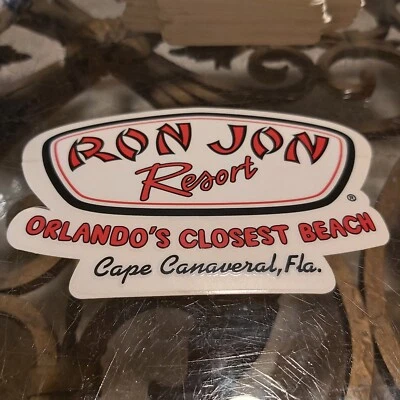 RON JON
Resort
®
ORLANDO'S CLOSEST BEACH
Cape Canaveral, Fla.